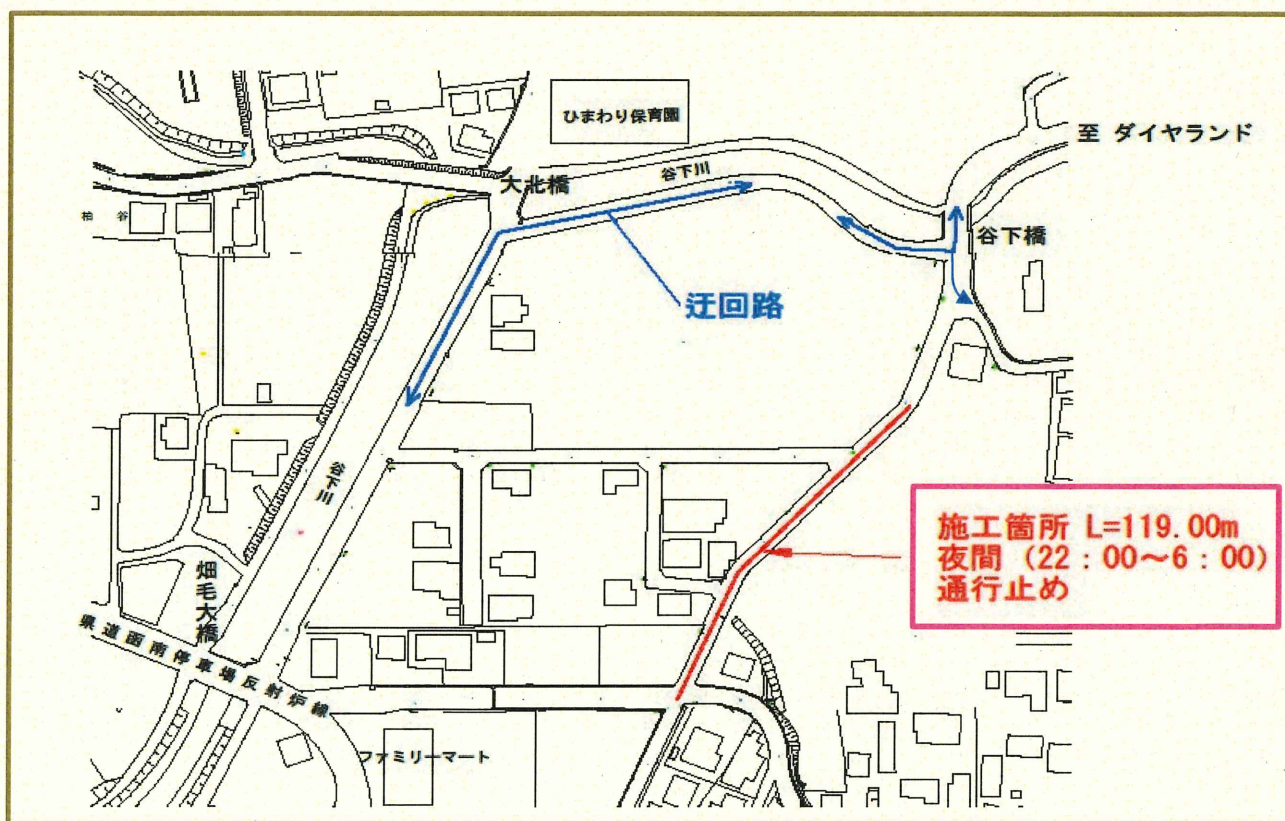 ひまわり保育園
至 ダイヤランド
谷下川
大北橋
柏谷
谷下橋
迂回路
谷下川
施工箇所 L=119.00m
夜間 (22:00~6:00)
通行止め
畑毛大橋
県道函南停車場反射炉線
ファミリーマート